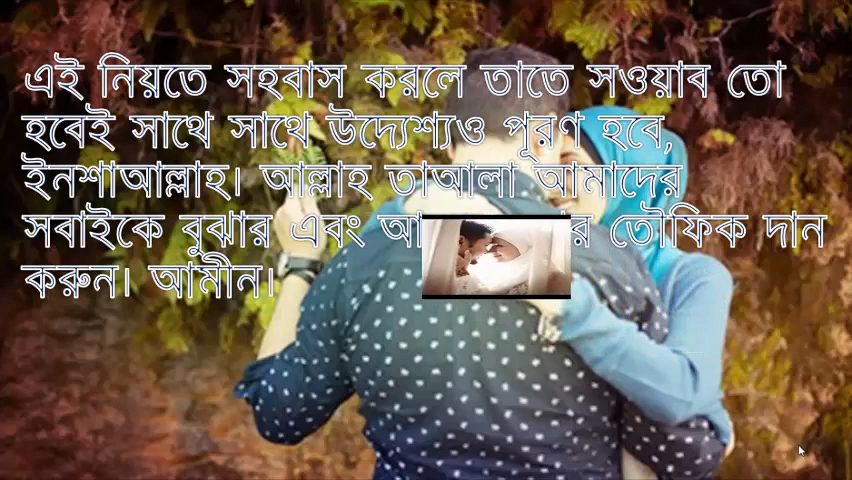 এই নিয়তে সহবাস করলে তাতে সওয়াব তো
হবেই সাথে সাথে উদ্যেশ্যও পূরণ হবে,
ইনশাআল্লাহ। আল্লাহ তাআলা আমাদের
সবাইকে বুঝার এবং তৌফিক দান
করুন। আমীন।